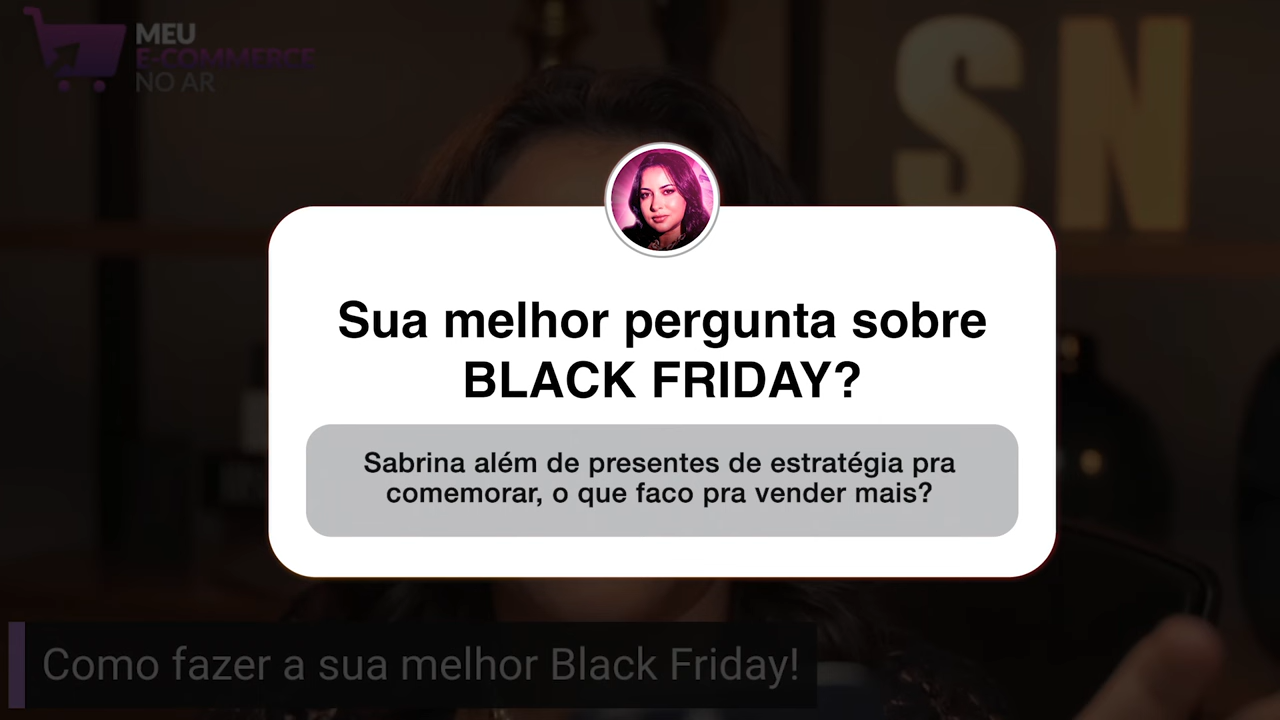 MEU
E-COMMERCE
NO AR
SN
Sua melhor pergunta sobre
BLACK FRIDAY?
Sabrina além de presentes de estratégia pra
comemorar, o que faco pra vender mais?
Como fazer a sua melhor Black Friday!